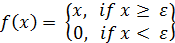 f(x) = { x, if x ≥ ε
0, if x < ε